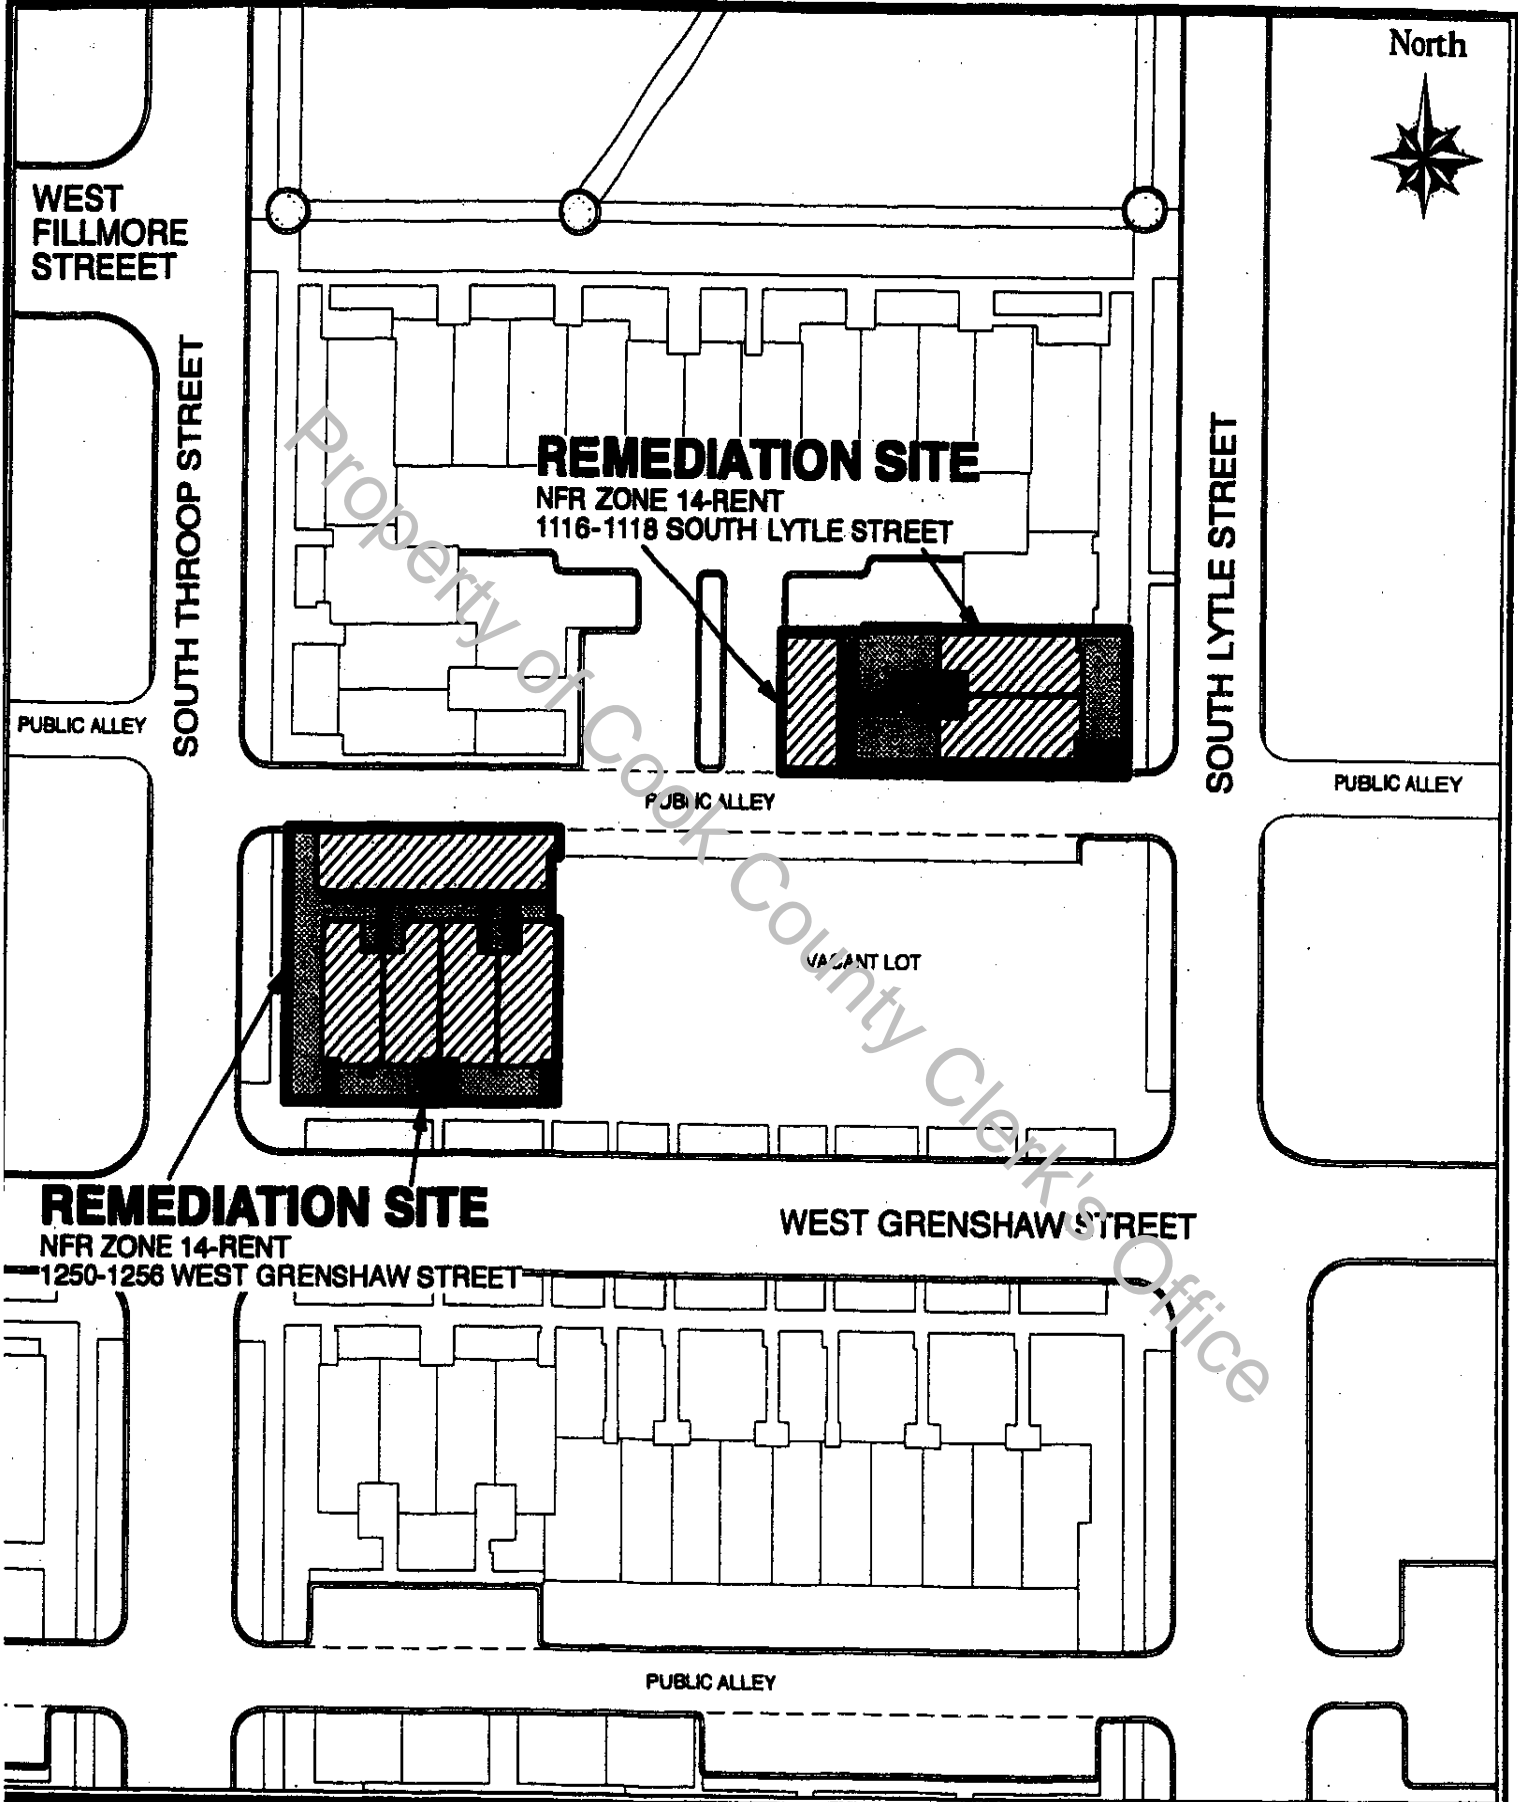 North
WEST
FILLMORE
STREEET
SOUTH THROOP STREET
REMEDIATION SITE
NFR ZONE 14-RENT
1116-1118 SOUTH LYTLE STREET
SOUTH LYTLE STREET
PUBLIC ALLEY
PUBLIC ALLEY
PUBLIC ALLEY
VACANT LOT
REMEDIATION SITE
NFR ZONE 14-RENT
1250-1256 WEST GRENSHAW STREET
WEST GRENSHAW STREET
PUBLIC ALLEY
Property of Cook County Clerk's Office